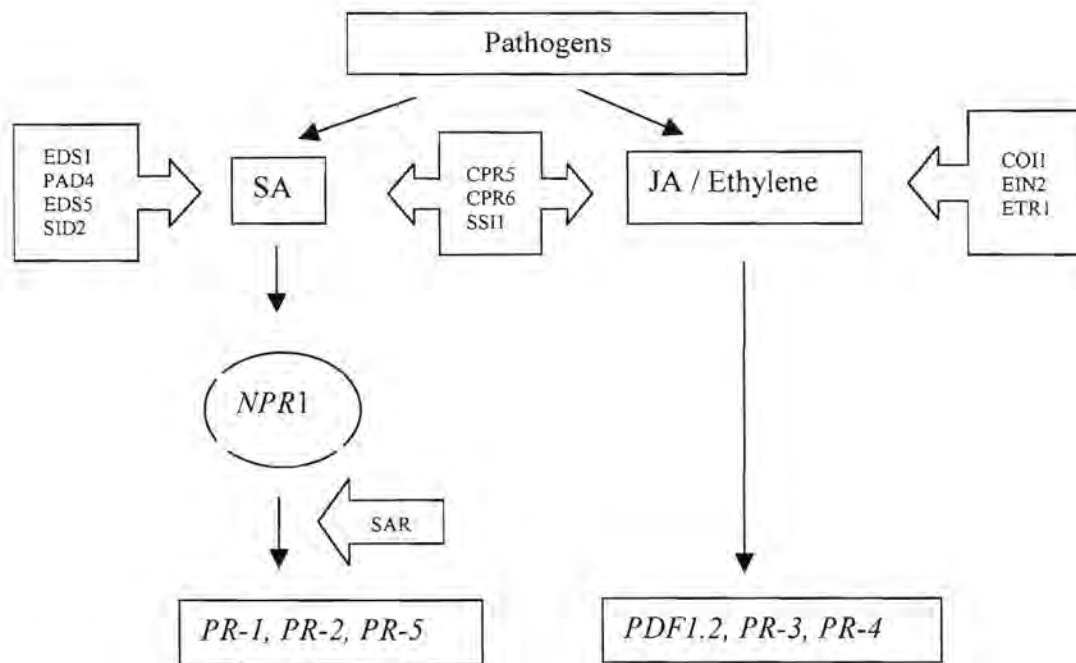 Pathogens
EDS1
PAD4
EDS5
SID2
SA
CPR5
CPR6
SSI1
JA / Ethylene
COI1
EIN2
ETR1
NPR1
SAR
PR-1, PR-2, PR-5
PDF1.2, PR-3, PR-4